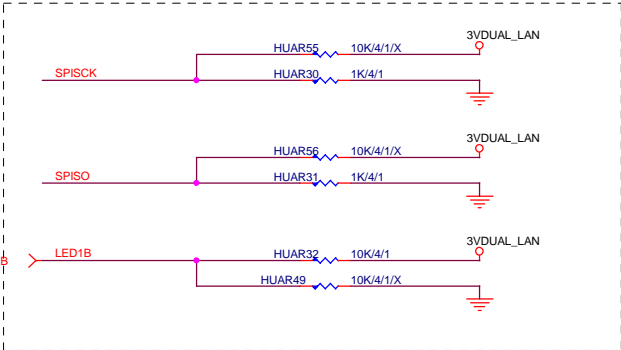 3VDUAL_LAN
HUAR55 10K/4/1/X
SPISCK HUAR30 1K/4/1
3VDUAL_LAN
HUAR56 10K/4/1/X
SPISO HUAR31 1K/4/1
3VDUAL_LAN
B LED1B HUAR32 10K/4/1
HUAR49 10K/4/1/X